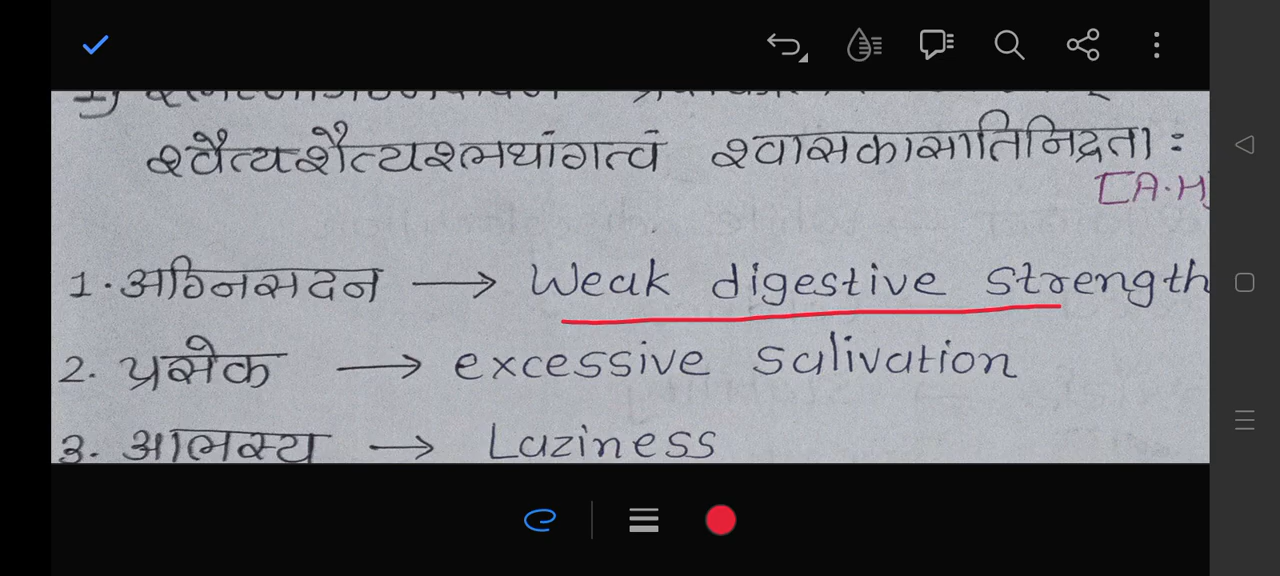 श्वैत्यशैत्यश्लथांगत्वं श्वासकासातिनिद्रता :
[A.H]
1. अग्निसदन → Weak digestive strength
2. प्रसेक → excessive salivation
3. आलस्य → Laziness